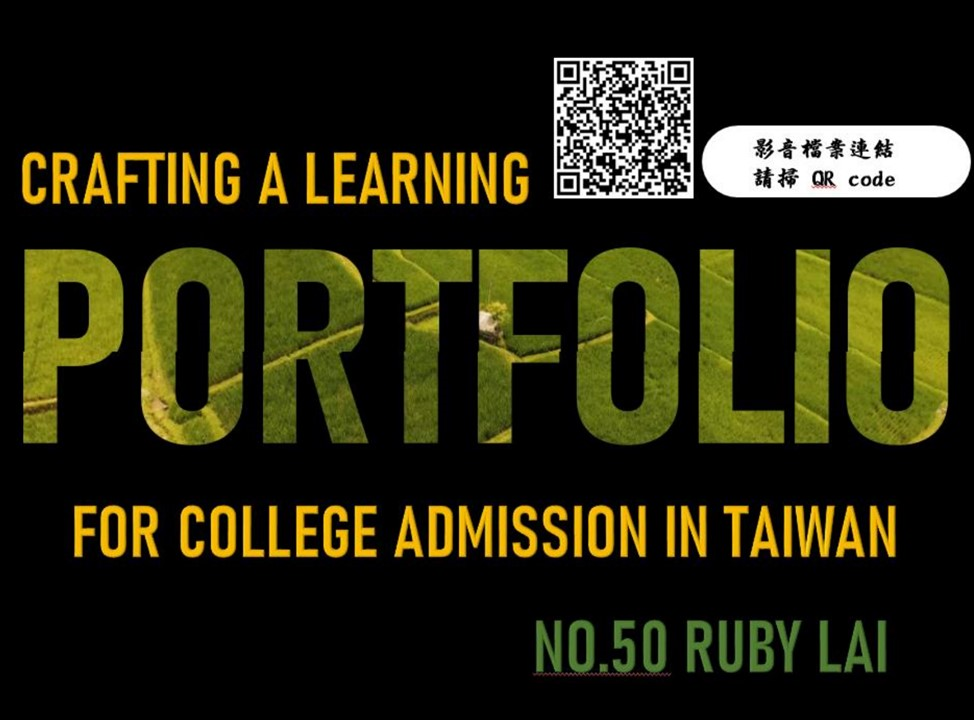 CRAFTING A LEARNING
影音檔案連結
請掃 QR code
PORTFOLIO
FOR COLLEGE ADMISSION IN TAIWAN
NO.50 RUBY LAI